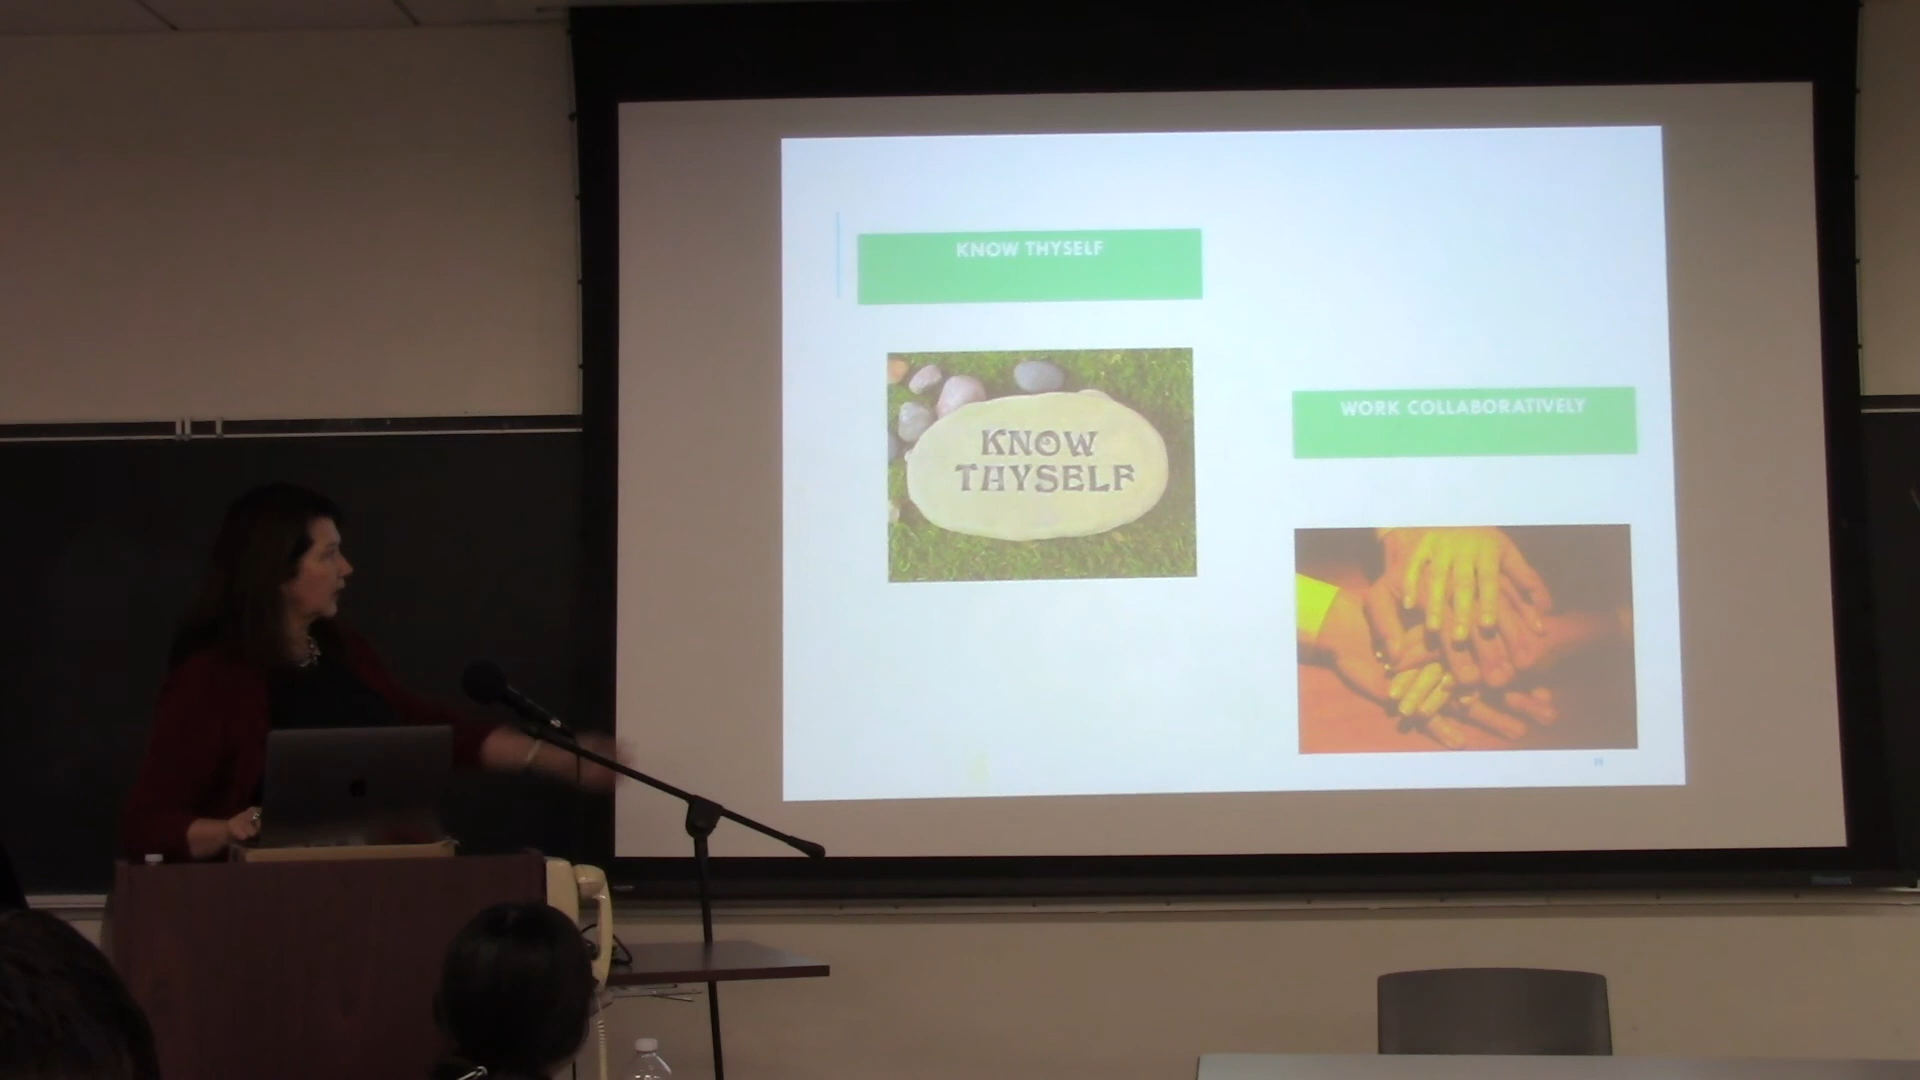 KNOW THYSELF
KNOW
THYSELF
WORK COLLABORATIVELY